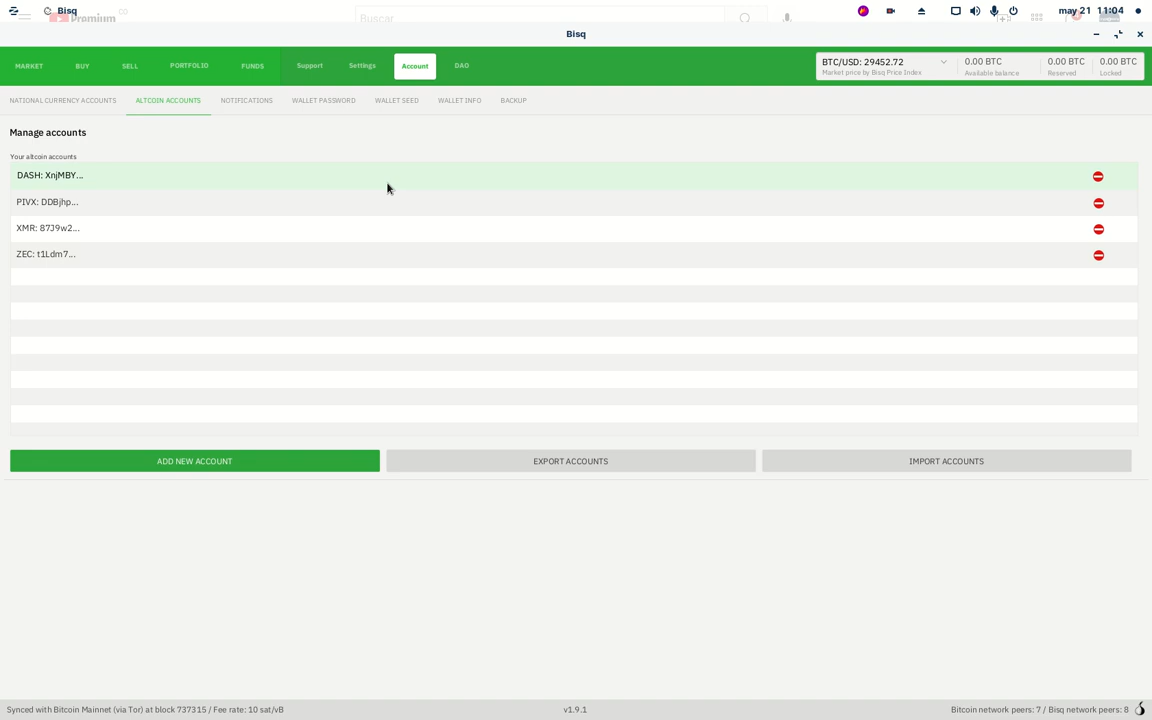 Bisq
may 21 11:04
Premium
CO
Buscar
Bisq
MARKET
BUY
SELL
PORTFOLIO
FUNDS
Support
Settings
Account
DAO
BTC/USD: 29452.72
Market price by Bisq Price Index
0.00 BTC
Available balance
0.00 BTC
Reserved
0.00 BTC
Locked
NATIONAL CURRENCY ACCOUNTS
ALTCOIN ACCOUNTS
NOTIFICATIONS
WALLET PASSWORD
WALLET SEED
WALLET INFO
BACKUP
Manage accounts
Your altcoin accounts
DASH: XnjMBY...
PIVX: DDBjhp...
XMR: 87J9w2...
ZEC: t1Ldm7...
ADD NEW ACCOUNT
EXPORT ACCOUNTS
IMPORT ACCOUNTS
Synced with Bitcoin Mainnet (via Tor) at block 737315 / Fee rate: 10 sat/vB
v1.9.1
Bitcoin network peers: 7 / Bisq network peers: 8